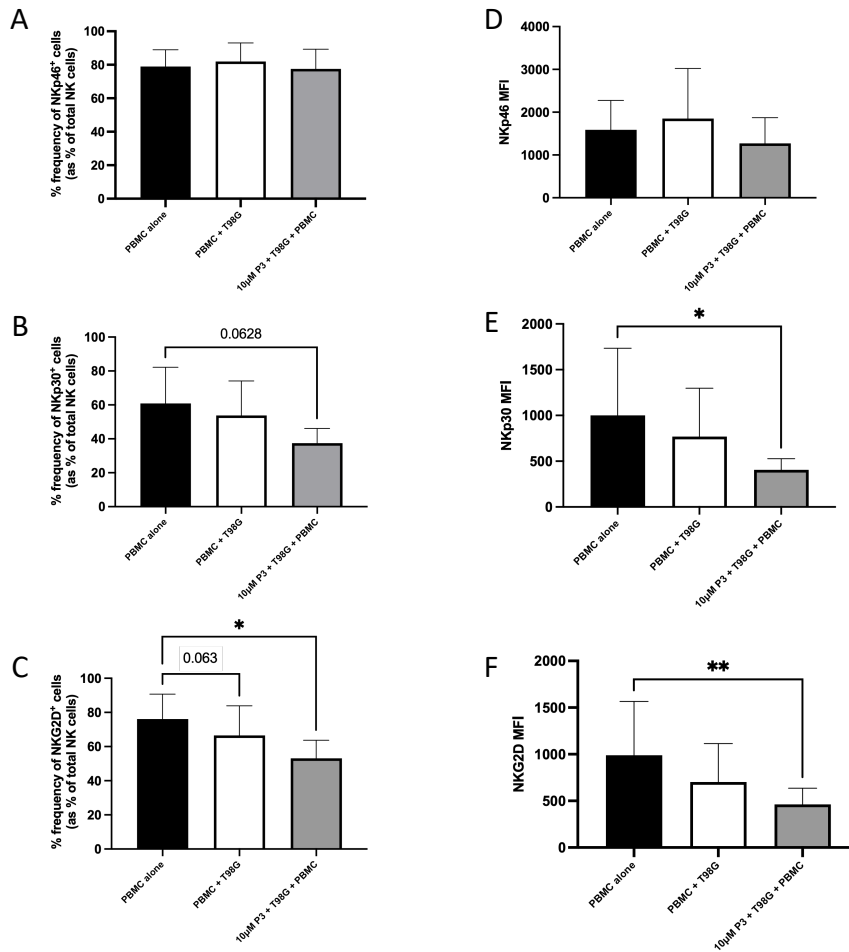 A
% frequency of NKp46⁺ cells
(as % of total NK cells)
100
80
60
40
20
0
PBMC alone
PBMC + T98G
10μM P3 + T98G + PBMC
D
NKp46 MFI
4000
3000
2000
1000
0
PBMC alone
PBMC + T98G
10μM P3 + T98G + PBMC
B
% frequency of NKp30⁺ cells
(as % of total NK cells)
100
80
60
40
20
0
0.0628
PBMC alone
PBMC + T98G
10μM P3 + T98G + PBMC
E
NKp30 MFI
2000
1500
1000
500
0
*
PBMC alone
PBMC + T98G
10μM P3 + T98G + PBMC
C
% frequency of NKG2D⁺ cells
(as % of total NK cells)
100
80
60
40
20
0
*
0.063
PBMC alone
PBMC + T98G
10μM P3 + T98G + PBMC
F
NKG2D MFI
2000
1500
1000
500
0
**
PBMC alone
PBMC + T98G
10μM P3 + T98G + PBMC